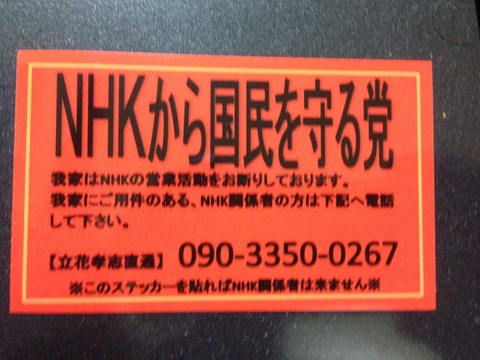 NHKから国民を守る党
我家はNHKの営業活動をお断りしております。
我家にご用件のある、NHK関係者の方は下記へ電話
して下さい。
【立花孝志直通】 090-3350-0267
※このステッカーを貼ればNHK関係者は来ません※